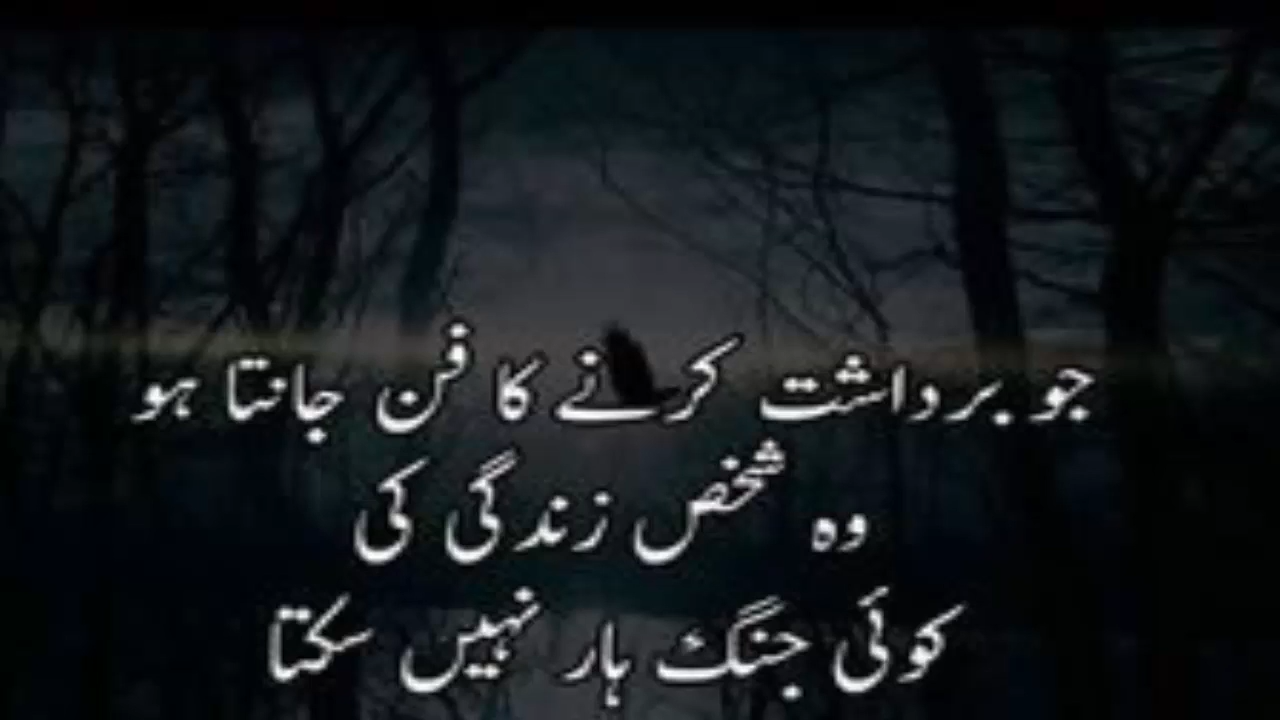 جو برداشت کرنے کا فن جانتا ہو
وہ شخص زندگی کی
کوئی جنگ ہار نہیں سکتا